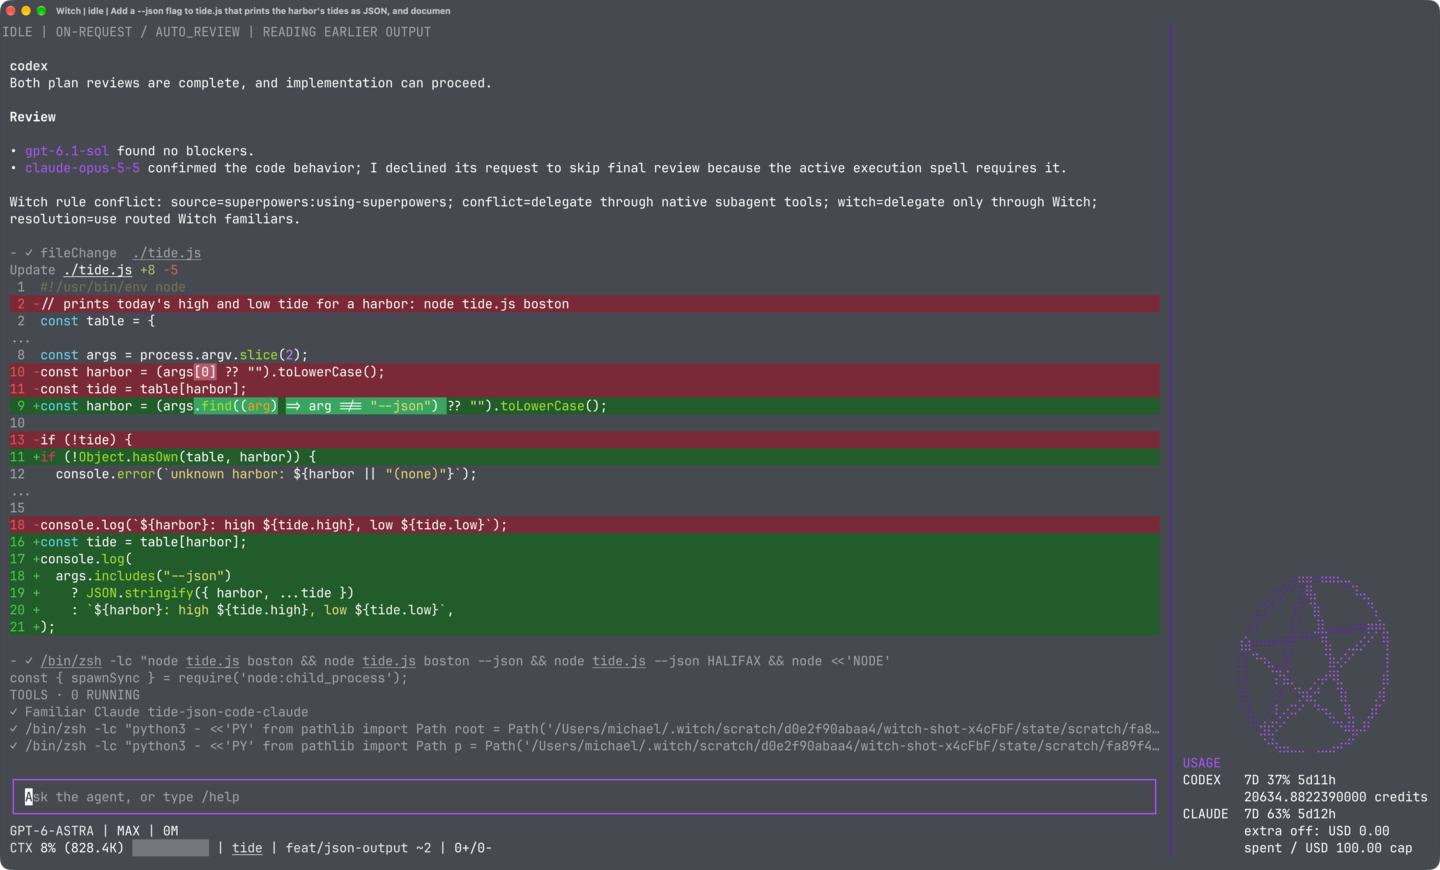 Witch | idle | Add a --json flag to tide.js that prints the harbor's tides as JSON, and documen
IDLE | ON-REQUEST / AUTO_REVIEW | READING EARLIER OUTPUT
codex
Both plan reviews are complete, and implementation can proceed.
Review
• gpt-6.1-sol found no blockers.
• claude-opus-5-5 confirmed the code behavior; I declined its request to skip final review because the active execution spell requires it.
Witch rule conflict: source=superpowers:using-superpowers; conflict=delegate through native subagent tools; witch=delegate only through Witch;
resolution=use routed Witch familiars.
- ✓ fileChange ./tide.js
Update ./tide.js +8 -5
1 #!/usr/bin/env node
2 -// prints today's high and low tide for a harbor: node tide.js boston
2 const table = {
...
8 const args = process.argv.slice(2);
10 -const harbor = (args[0] ?? "").toLowerCase();
11 -const tide = table[harbor];
9 +const harbor = (args.find((arg) => arg !== "--json") ?? "").toLowerCase();
10
13 -if (!tide) {
11 +if (!Object.hasOwn(table, harbor)) {
12   console.error(`unknown harbor: ${harbor || "(none)"}`);
...
15
18 -console.log(`${harbor}: high ${tide.high}, low ${tide.low}`);
16 +const tide = table[harbor];
17 +console.log(
18 +  args.includes("--json")
19 +    ? JSON.stringify({ harbor, ...tide })
20 +    : `${harbor}: high ${tide.high}, low ${tide.low}`,
21 +);
- ✓ /bin/zsh -lc "node tide.js boston && node tide.js boston --json && node tide.js --json HALIFAX && node <<'NODE'
const { spawnSync } = require('node:child_process');
TOOLS · 0 RUNNING
✓ Familiar Claude tide-json-code-claude
✓ /bin/zsh -lc "python3 - <<'PY' from pathlib import Path root = Path('/Users/michael/.witch/scratch/d0e2f90abaa4/witch-shot-x4cFbF/state/scratch/fa8…
✓ /bin/zsh -lc "python3 - <<'PY' from pathlib import Path p = Path('/Users/michael/.witch/scratch/d0e2f90abaa4/witch-shot-x4cFbF/state/scratch/fa89f4…
Ask the agent, or type /help
GPT-6-ASTRA | MAX | 0M
CTX 8% (828.4K) | tide | feat/json-output ~2 | 0+/0-
USAGE
CODEX 7D 37% 5d11h
20634.8822390000 credits
CLAUDE 7D 63% 5d12h
extra off: USD 0.00
spent / USD 100.00 cap